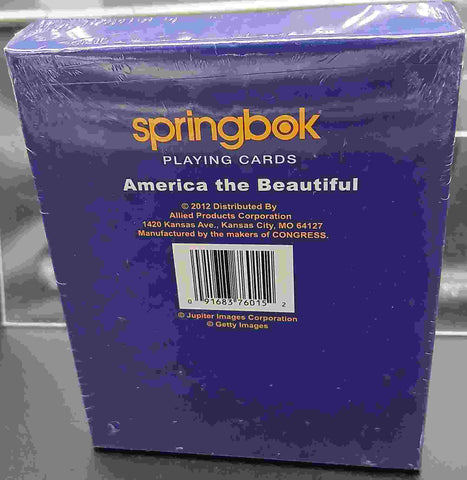 springbok
PLAYING CARDS
America the Beautiful
© 2012 Distributed By
Allied Products Corporation
1420 Kansas Ave., Kansas City, MO 64127
Manufactured by the makers of CONGRESS.
0 91683 76015 2
© Jupiter Images Corporation
© Getty Images